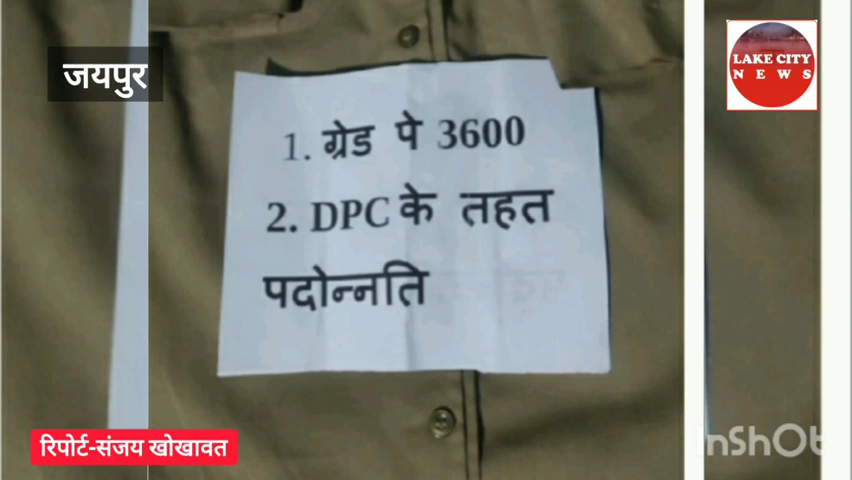 जयपुर
LAKE CITY
NEWS
1. ग्रेड पे 3600
2. DPC के तहत
पदोन्नति
रिपोर्ट-संजय खोखावत
InShOt